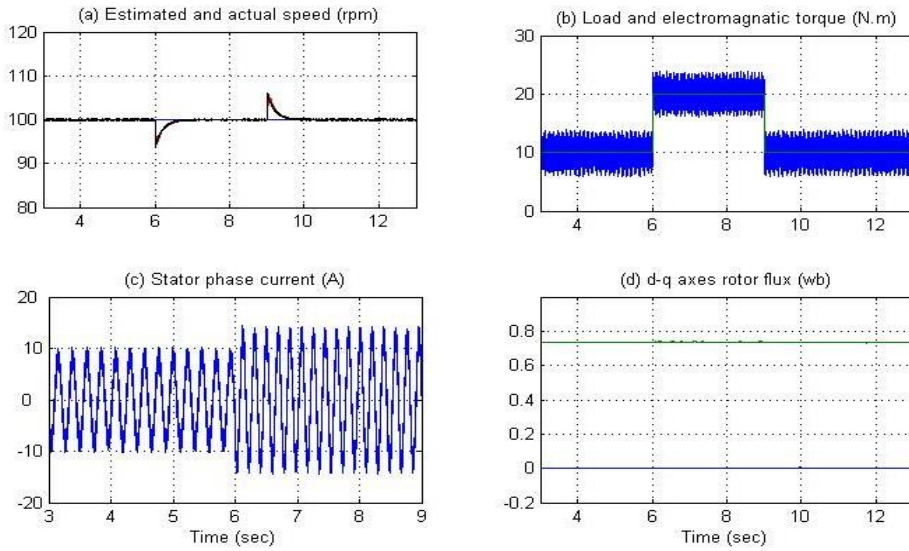 (a) Estimated and actual speed (rpm)
120
110
100
90
80
4 6 8 10 12
(b) Load and electromagnetic torque (N.m)
30
20
10
0
4 6 8 10 12
(c) Stator phase current (A)
20
10
0
-10
-20
3 4 5 6 7 8 9
Time (sec)
(d) d-q axes rotor flux (wb)
0.8
0.6
0.4
0.2
0
-0.2
4 6 8 10 12
Time (sec)